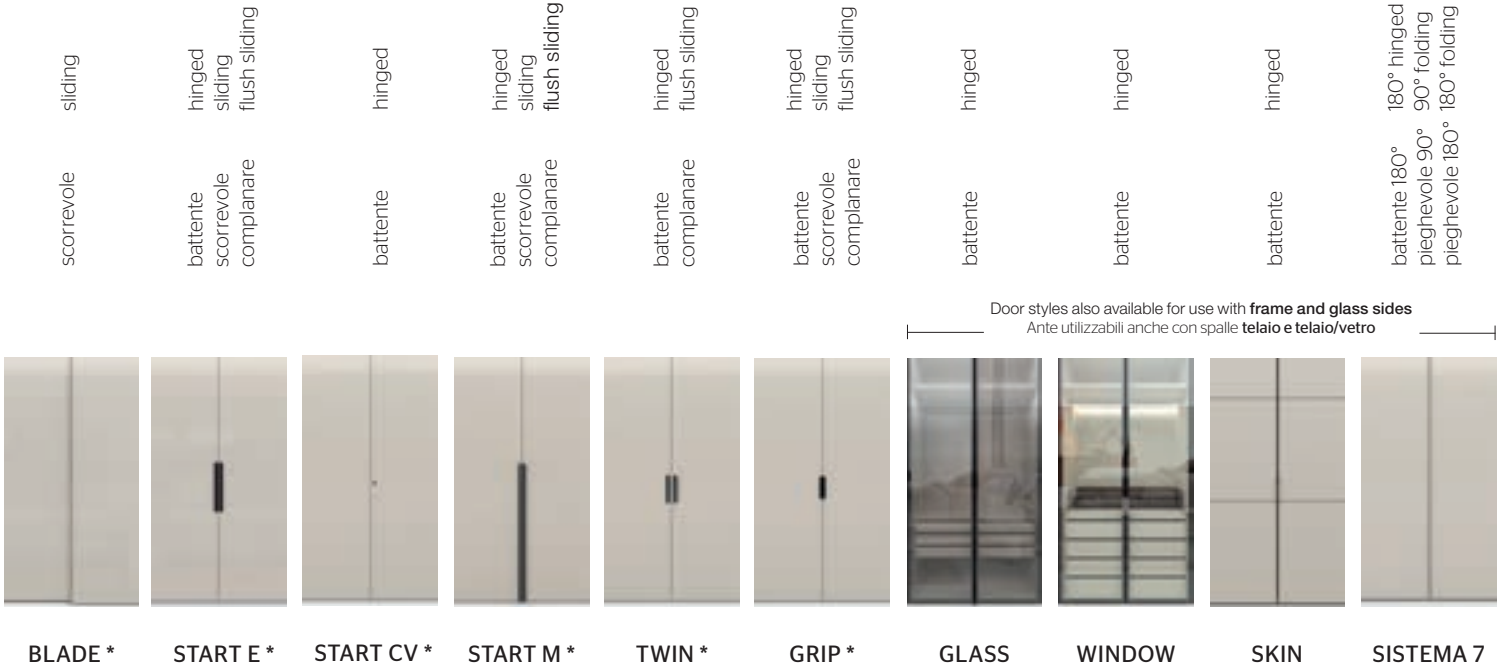 sliding
hinged
sliding
flush sliding
hinged
hinged
sliding
flush sliding
hinged
flush sliding
hinged
sliding
flush sliding
hinged
hinged
hinged
180° hinged
90° folding
180° folding
scorrevole
battente
scorrevole
complanare
battente
battente
scorrevole
complanare
battente
complanare
battente
scorrevole
complanare
battente
battente
battente
battente 180°
pieghevole 90°
pieghevole 180°
Door styles also available for use with frame and glass sides
Ante utilizzabili anche con spalle telaio e telaio/vetro
BLADE *
START E *
START CV *
START M *
TWIN *
GRIP *
GLASS
WINDOW
SKIN
SISTEMA 7